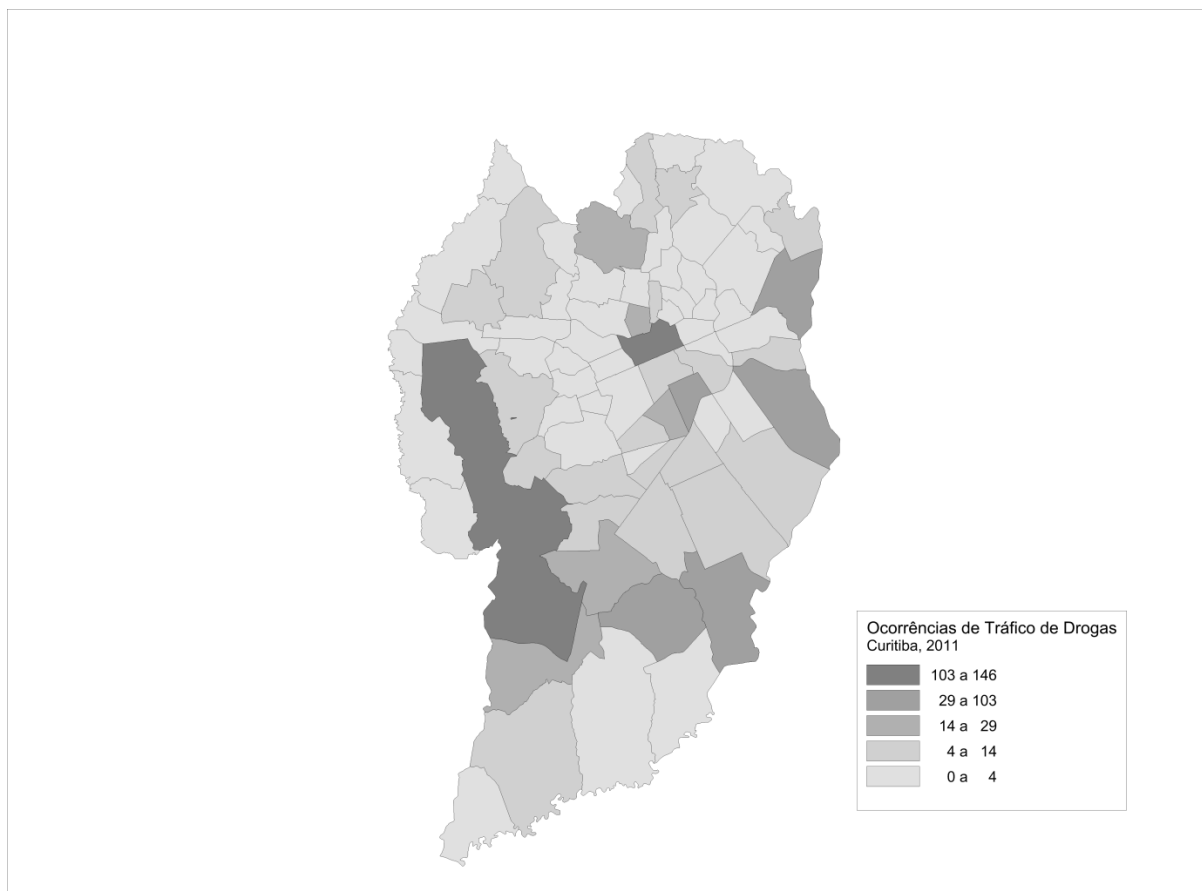 Ocorrências de Tráfico de Drogas
Curitiba, 2011
103 a 146
29 a 103
14 a 29
4 a 14
0 a 4